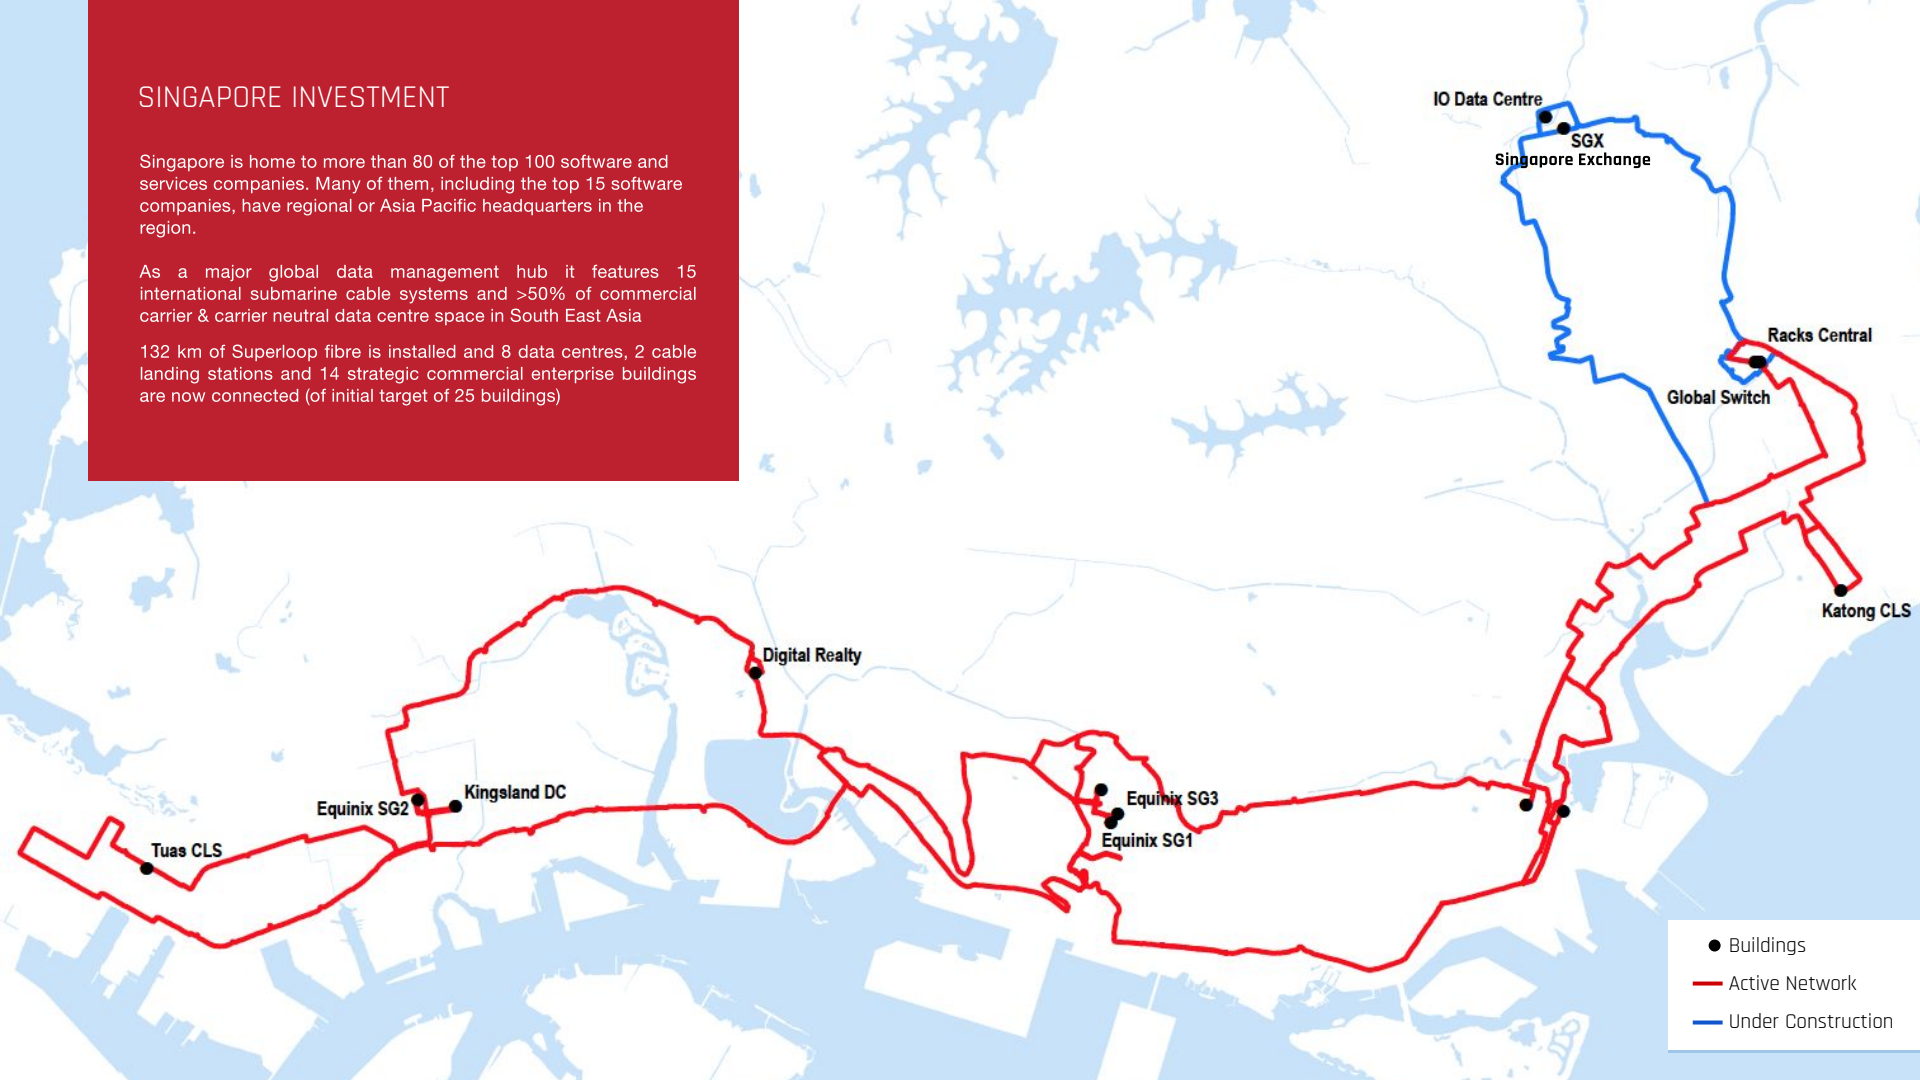 SINGAPORE INVESTMENT
Singapore is home to more than 80 of the top 100 software and
services companies. Many of them, including the top 15 software
companies, have regional or Asia Pacific headquarters in the
region.
As a major global data management hub it features 15
international submarine cable systems and >50% of commercial
carrier & carrier neutral data centre space in South East Asia
132 km of Superloop fibre is installed and 8 data centres, 2 cable
landing stations and 14 strategic commercial enterprise buildings
are now connected (of initial target of 25 buildings)
IO Data Centre
SGX
Singapore Exchange
Racks Central
Global Switch
Katong CLS
Digital Realty
Kingsland DC
Equinix SG2
Equinix SG3
Equinix SG1
Tuas CLS
Buildings
Active Network
Under Construction